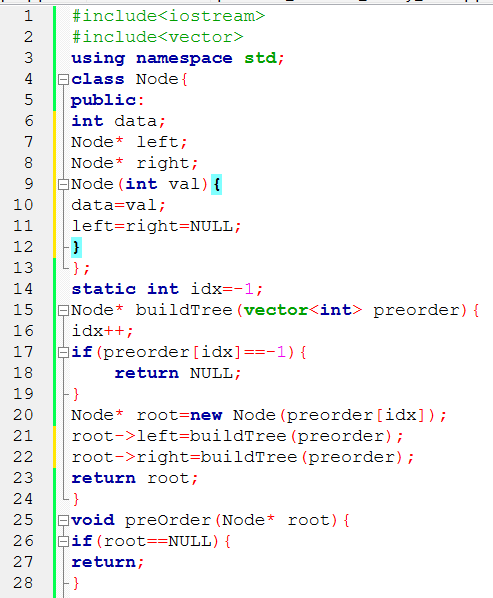 1 #include<iostream>
2 #include<vector>
3 using namespace std;
4 class Node{
5 public:
6 int data;
7 Node* left;
8 Node* right;
9 Node(int val){
10 data=val;
11 left=right=NULL;
12 }
13 };
14 static int idx=-1;
15 Node* buildTree(vector<int> preorder){
16 idx++;
17 if(preorder[idx]==-1){
18     return NULL;
19 }
20 Node* root=new Node(preorder[idx]);
21 root->left=buildTree(preorder);
22 root->right=buildTree(preorder);
23 return root;
24 }
25 void preOrder(Node* root){
26 if(root==NULL){
27 return;
28 }